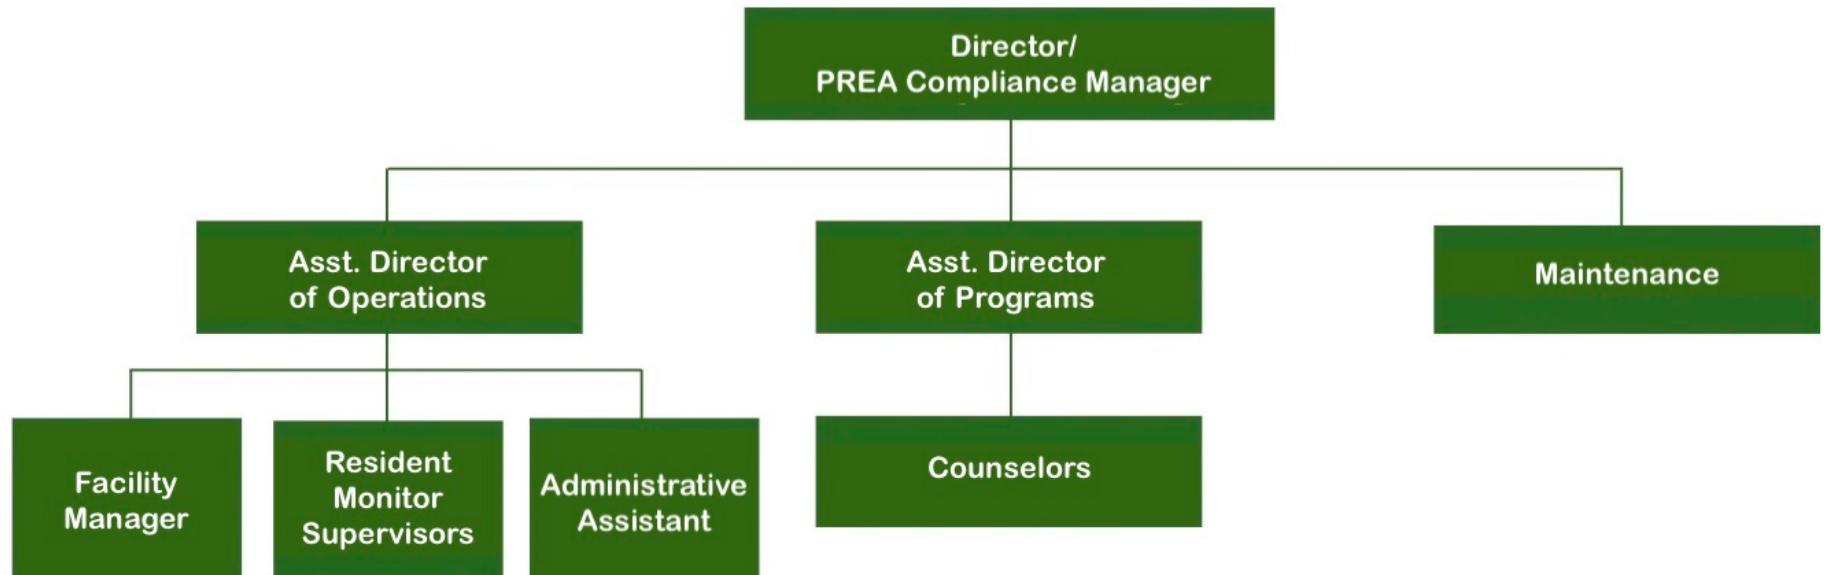 Director/
PREA Compliance Manager
Asst. Director
of Operations
Asst. Director
of Programs
Maintenance
Facility
Manager
Resident
Monitor
Supervisors
Administrative
Assistant
Counselors